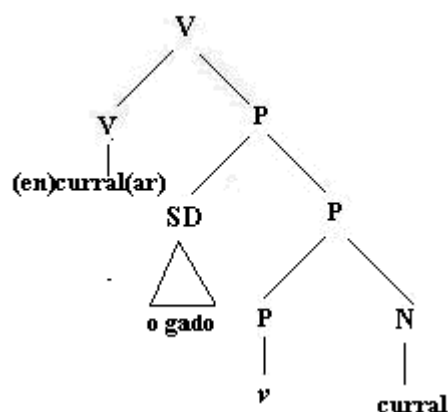 V
V P
(en)curral(ar)
SD P
o gado P N
v curral